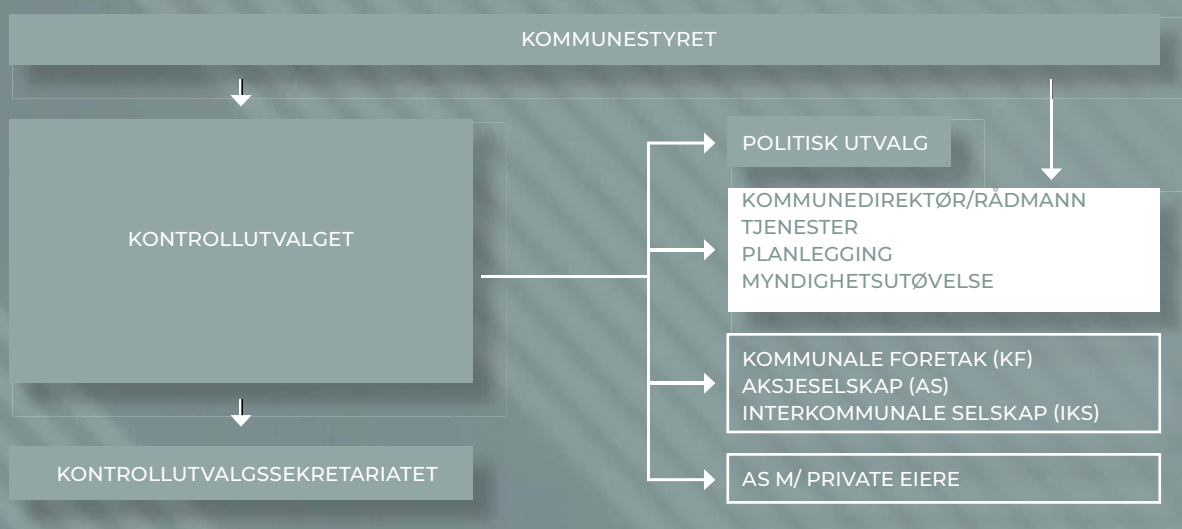 KOMMUNESTYRET
KONTROLLUTVALGET
KONTROLLUTVALGSSEKRETARIATET
POLITISK UTVALG
KOMMUNEDIREKTØR/RÅDMANN
TJENESTER
PLANLEGGING
MYNDIGHETSUTØVELSE
KOMMUNALE FORETAK (KF)
AKSJESELSKAP (AS)
INTERKOMMUNALE SELSKAP (IKS)
AS M/ PRIVATE EIERE